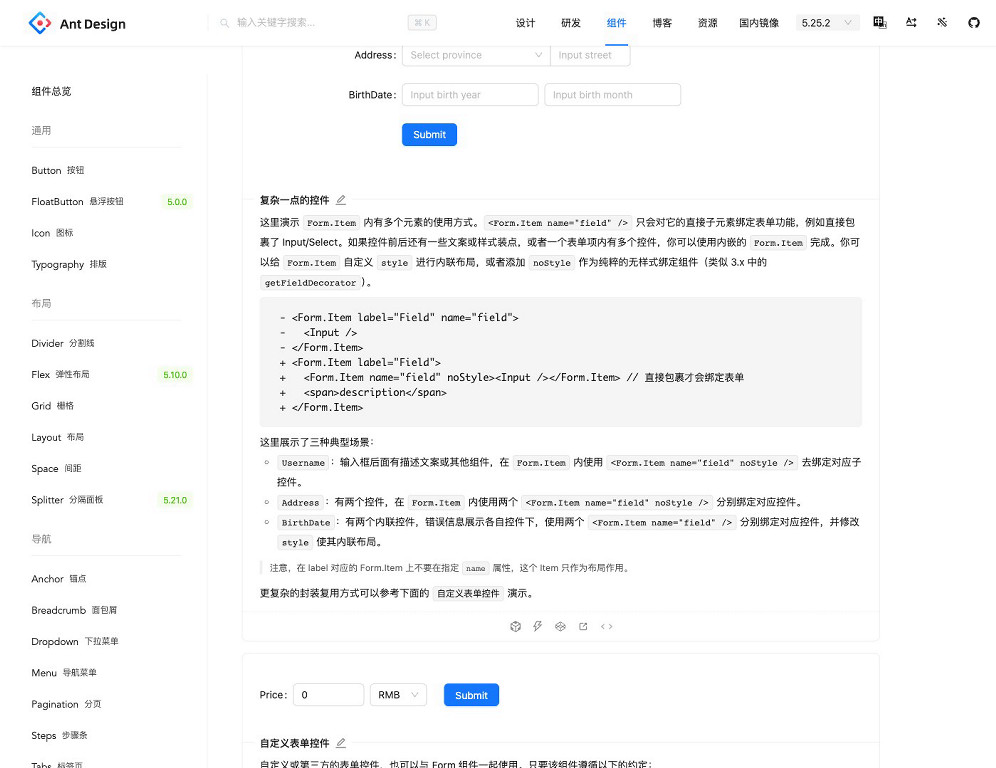 Ant Design
输入关键字搜索...
⌘ K
设计 研发 组件 博客 资源 国内镜像
5.25.2
组件总览
通用
Button 按钮
FloatButton 悬浮按钮 5.0.0
Icon 图标
Typography 排版
布局
Divider 分割线
Flex 弹性布局 5.10.0
Grid 栅格
Layout 布局
Space 间距
Splitter 分隔面板 5.21.0
导航
Anchor 锚点
Breadcrumb 面包屑
Dropdown 下拉菜单
Menu 导航菜单
Pagination 分页
Steps 步骤条
Tabs 标签页
Address: Select province Input street
BirthDate: Input birth year Input birth month
Submit
复杂一点的控件
这里演示 Form.Item 内有多个元素的使用方式。<Form.Item name="field" /> 只会对它的直接子元素绑定表单功能，例如直接包
裹了 Input/Select。如果控件前后还有一些文案或样式装点，或者一个表单项内有多个控件，你可以使用内嵌的 Form.Item 完成。你可
以给 Form.Item 自定义 style 进行内联布局，或者添加 noStyle 作为纯粹的无样式绑定组件（类似 3.x 中的
getFieldDecorator）。
- <Form.Item label="Field" name="field">
-   <Input />
- </Form.Item>
+ <Form.Item label="Field">
+   <Form.Item name="field" noStyle><Input /></Form.Item> // 直接包裹才会绑定表单
+   <span>description</span>
+ </Form.Item>
这里展示了三种典型场景：
Username：输入框后面有描述文案或其他组件，在 Form.Item 内使用 <Form.Item name="field" noStyle /> 去绑定对应子
控件。
Address：有两个控件，在 Form.Item 内使用两个 <Form.Item name="field" noStyle /> 分别绑定对应控件。
BirthDate：有两个内联控件，错误信息展示各自控件下，使用两个 <Form.Item name="field" /> 分别绑定对应控件，并修改
style 使其内联布局。
注意，在 label 对应的 Form.Item 上不要在指定 name 属性，这个 Item 只作为布局作用。
更复杂的封装复用方式可以参考下面的 自定义表单控件 演示。
Price: 0 RMB Submit
自定义表单控件
自定义或第三方的表单控件，也可以与 Form 组件一起使用。只要该组件遵循以下的约定：